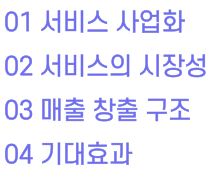 01 서비스 사업화
02 서비스의 시장성
03 매출 창출 구조
04 기대효과